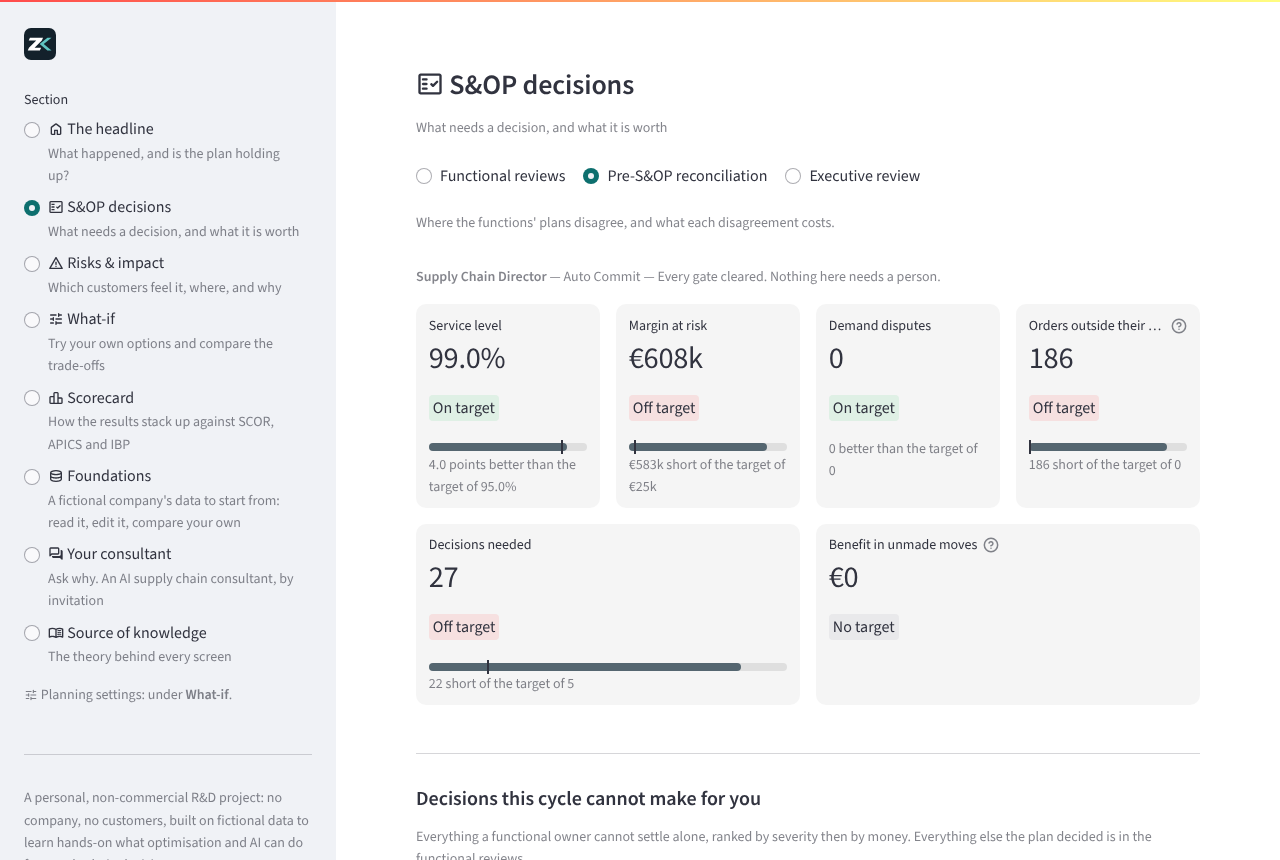 ZK
Section
The headline
What happened, and is the plan holding
up?
S&OP decisions
What needs a decision, and what it is worth
Risks & impact
Which customers feel it, where, and why
What-if
Try your own options and compare the
trade-offs
Scorecard
How the results stack up against SCOR,
APICS and IBP
Foundations
A fictional company's data to start from:
read it, edit it, compare your own
Your consultant
Ask why. An AI supply chain consultant, by
invitation
Source of knowledge
The theory behind every screen
Planning settings: under What-if.
A personal, non-commercial R&D project: no
company, no customers, built on fictional data to
learn hands-on what optimisation and AI can do
S&OP decisions
What needs a decision, and what it is worth
Functional reviews
Pre-S&OP reconciliation
Executive review
Where the functions' plans disagree, and what each disagreement costs.
Supply Chain Director — Auto Commit — Every gate cleared. Nothing here needs a person.
Service level
99.0%
On target
4.0 points better than the
target of 95.0%
Margin at risk
€608k
Off target
€583k short of the target of
€25k
Demand disputes
0
On target
0 better than the target of
0
Orders outside their …
186
Off target
186 short of the target of 0
Decisions needed
27
Off target
22 short of the target of 5
Benefit in unmade moves
€0
No target
Decisions this cycle cannot make for you
Everything a functional owner cannot settle alone, ranked by severity then by money. Everything else the plan decided is in the
functional reviews.